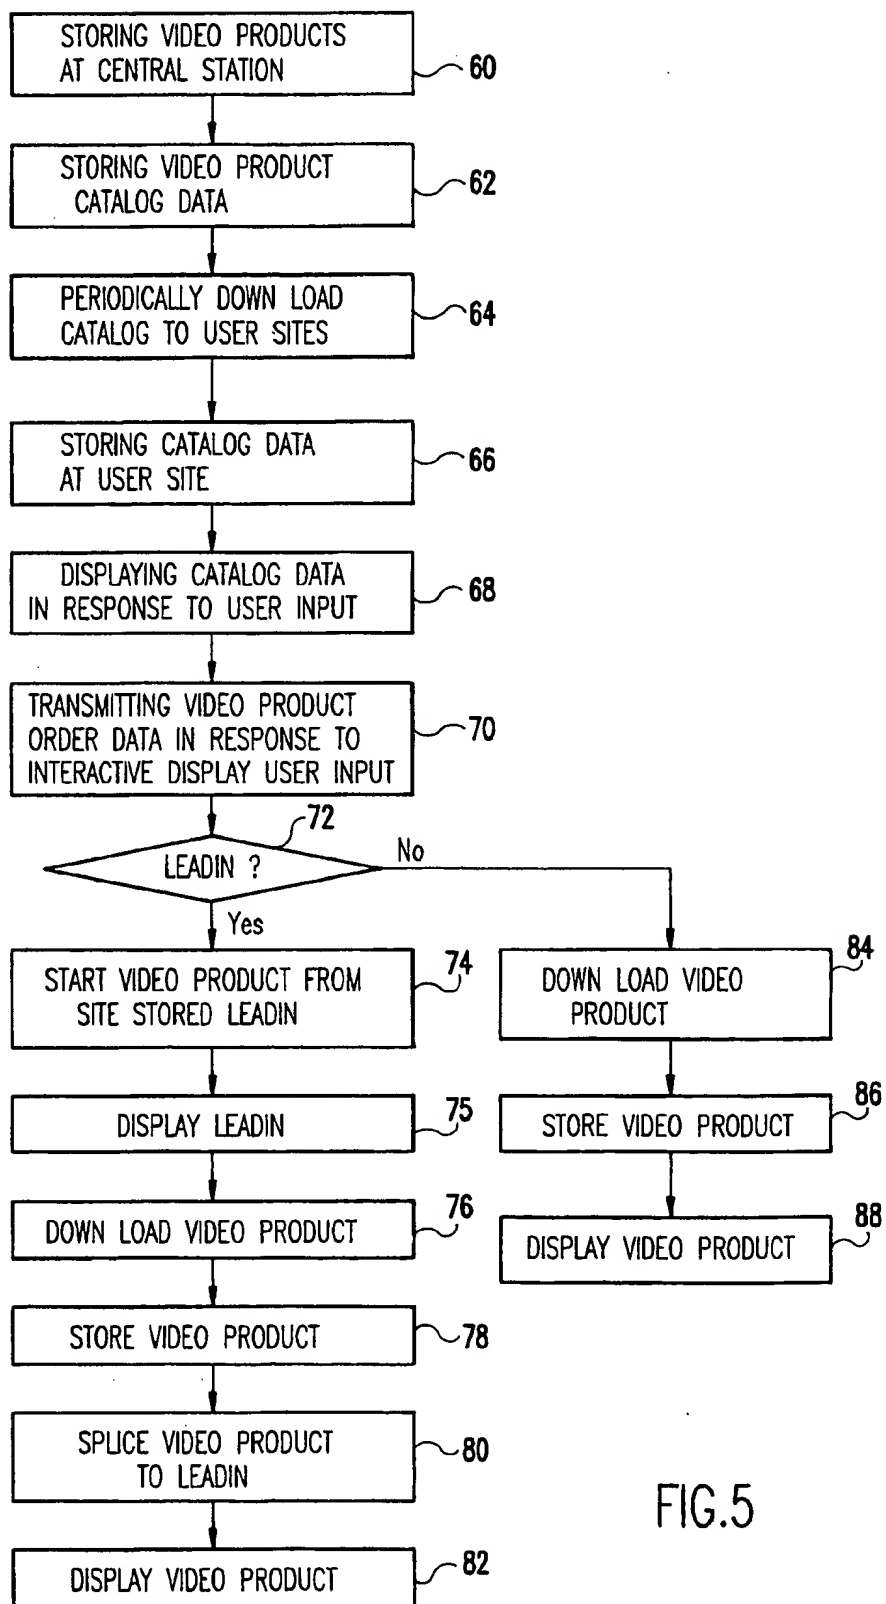 STORING VIDEO PRODUCTS
AT CENTRAL STATION
60
STORING VIDEO PRODUCT
CATALOG DATA
62
PERIODICALLY DOWN LOAD
CATALOG TO USER SITES
64
STORING CATALOG DATA
AT USER SITE
66
DISPLAYING CATALOG DATA
IN RESPONSE TO USER INPUT
68
TRANSMITTING VIDEO PRODUCT
ORDER DATA IN RESPONSE TO
INTERACTIVE DISPLAY USER INPUT
70
72
LEADIN ?
No
Yes
START VIDEO PRODUCT FROM
SITE STORED LEADIN
74
DISPLAY LEADIN
75
DOWN LOAD VIDEO PRODUCT
76
STORE VIDEO PRODUCT
78
SPLICE VIDEO PRODUCT
TO LEADIN
80
DISPLAY VIDEO PRODUCT
82
DOWN LOAD VIDEO
PRODUCT
84
STORE VIDEO PRODUCT
86
DISPLAY VIDEO PRODUCT
88
FIG.5